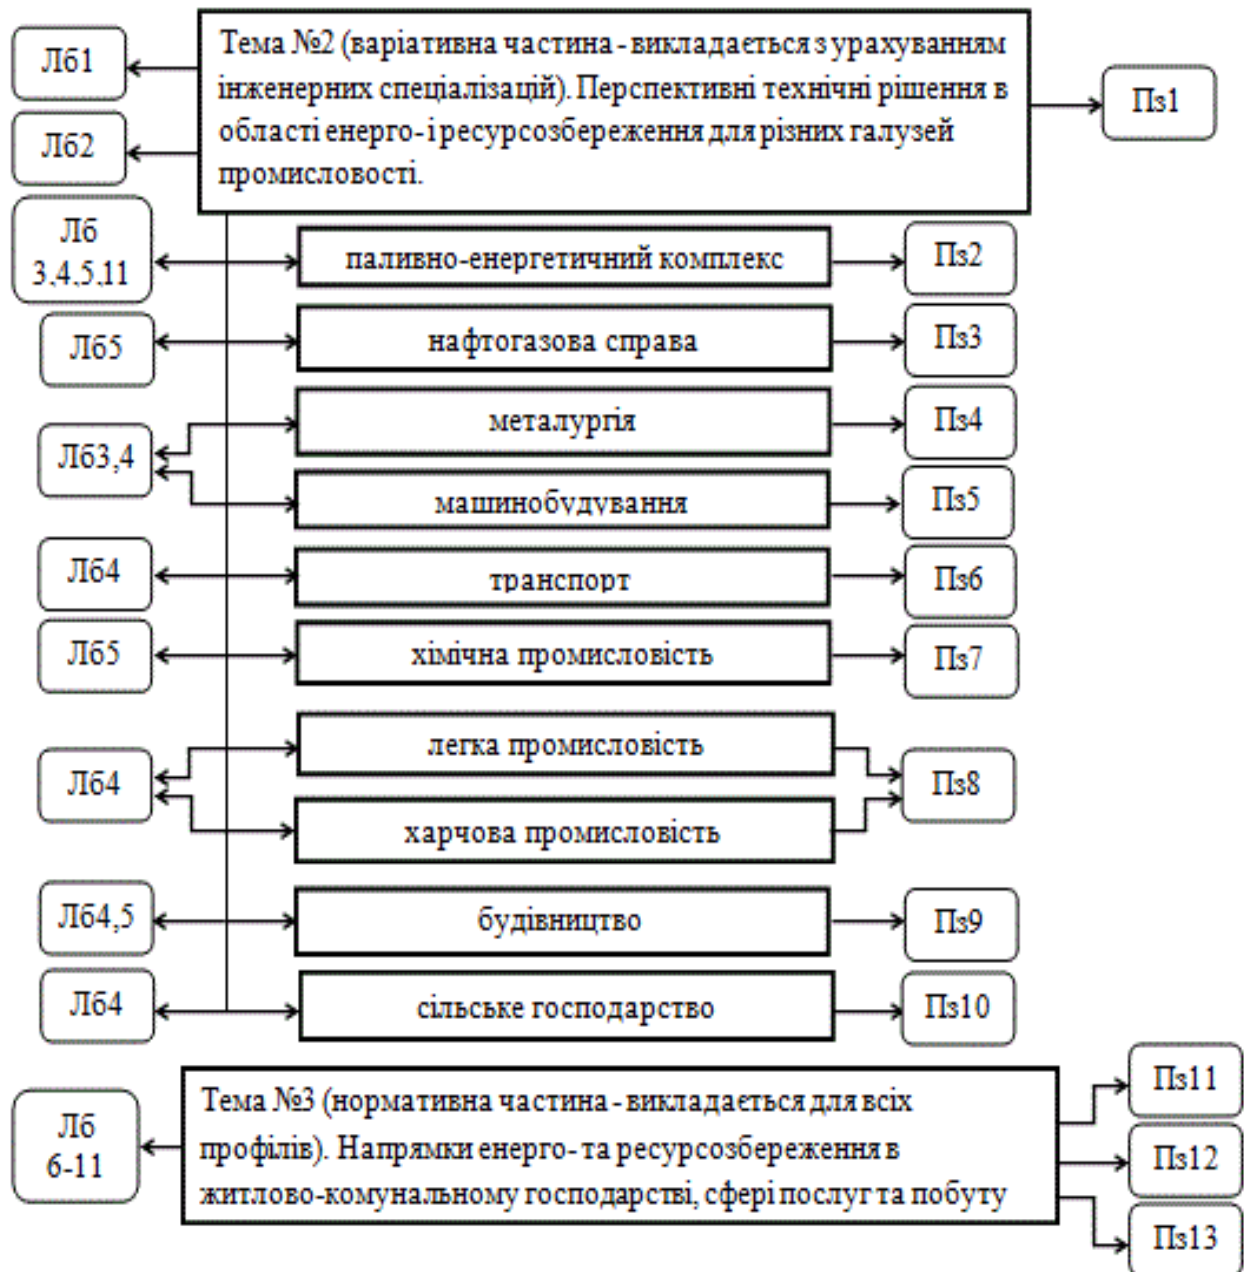 Лб1
Тема №2 (варіативна частина - викладається з урахуванням
інженерних спеціалізацій). Перспективні технічні рішення в
області енерго- і ресурсозбереження для різних галузей
промисловості.
Пз1
Лб2
Лб
3,4,5,11
паливно-енергетичний комплекс
Пз2
Лб5
нафтогазова справа
Пз3
Лб3,4
металургія
Пз4
машинобудування
Пз5
Лб4
транспорт
Пз6
Лб5
хімічна промисловість
Пз7
Лб4
легка промисловість
харчова промисловість
Пз8
Лб4,5
будівництво
Пз9
Лб4
сільське господарство
Пз10
Лб
6-11
Тема №3 (нормативна частина - викладається для всіх
профілів). Напрямки енерго- та ресурсозбереження в
житлово-комунальному господарстві, сфері послуг та побуту
Пз11
Пз12
Пз13